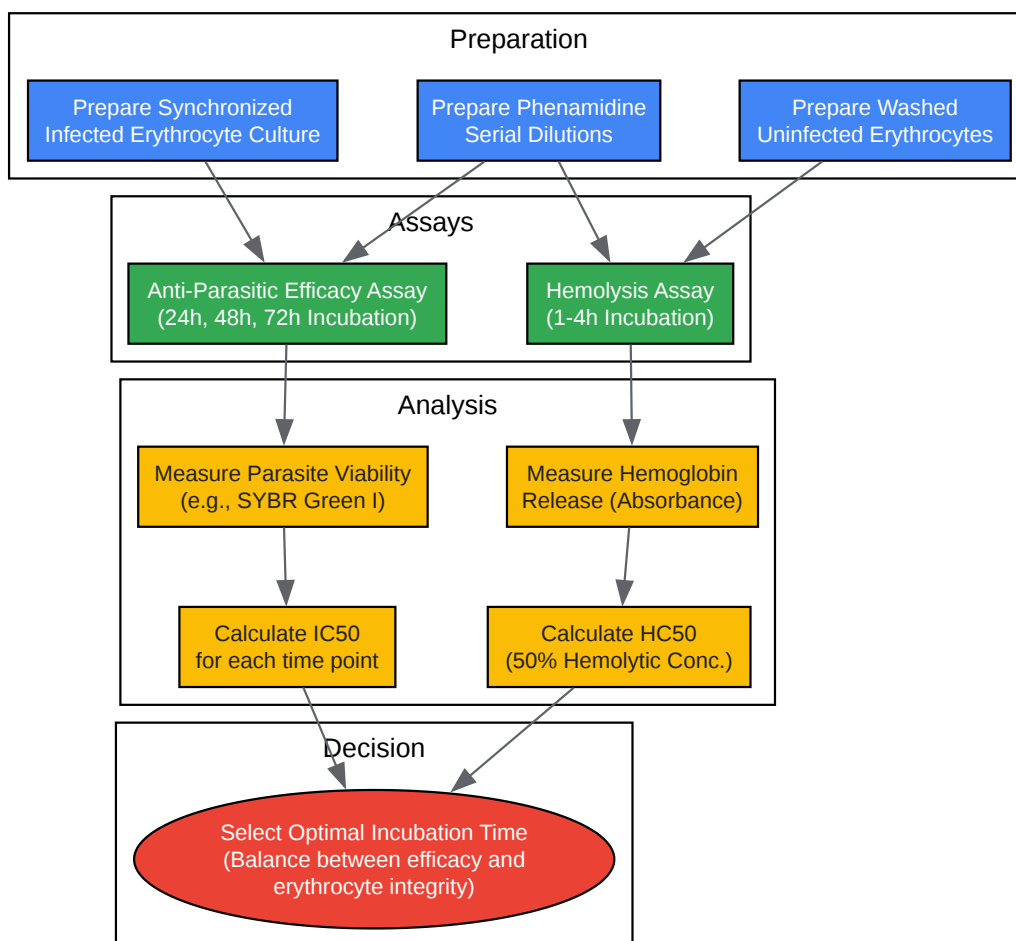 Preparation
Prepare Synchronized
Infected Erythrocyte Culture
Prepare Phenamidine
Serial Dilutions
Prepare Washed
Uninfected Erythrocytes
Assays
Anti-Parasitic Efficacy Assay
(24h, 48h, 72h Incubation)
Hemolysis Assay
(1-4h Incubation)
Analysis
Measure Parasite Viability
(e.g., SYBR Green I)
Measure Hemoglobin
Release (Absorbance)
Calculate IC50
for each time point
Calculate HC50
(50% Hemolytic Conc.)
Decision
Select Optimal Incubation Time
(Balance between efficacy and
erythrocyte integrity)